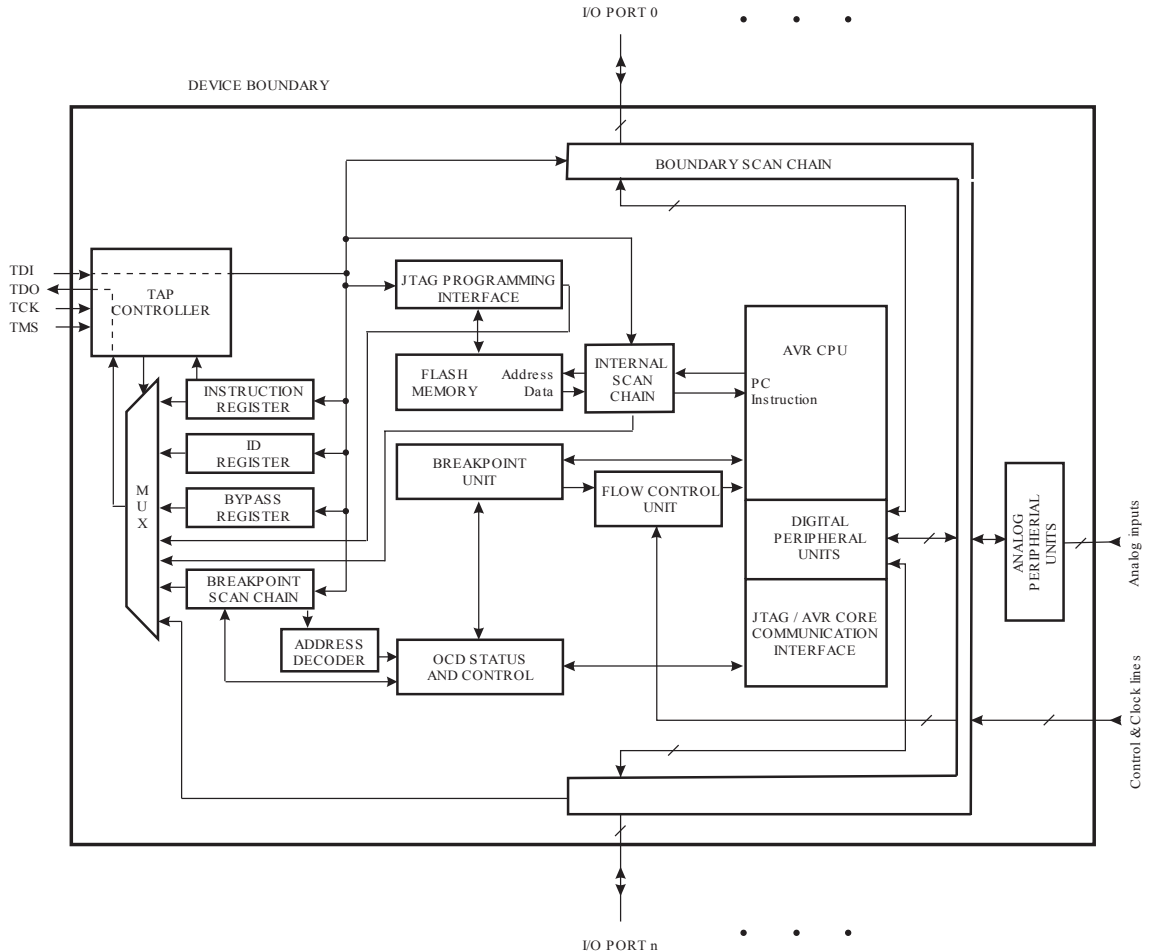 I/O PORT 0
DEVICE BOUNDARY
BOUNDARY SCAN CHAIN
TDI
TDO
TCK
TMS
TAP
CONTROLLER
JTAG PROGRAMMING
INTERFACE
AVR CPU
FLASH
MEMORY
Address
Data
INTERNAL
SCAN
CHAIN
PC
Instruction
INSTRUCTION
REGISTER
ID
REGISTER
BYPASS
REGISTER
MUX
BREAKPOINT
UNIT
FLOW CONTROL
UNIT
DIGITAL
PERIPHERAL
UNITS
ANALOG
PERIPHERIAL
UNITS
Analog inputs
BREAKPOINT
SCAN CHAIN
ADDRESS
DECODER
OCD STATUS
AND CONTROL
JTAG / AVR CORE
COMMUNICATION
INTERFACE
Control & Clock lines
I/O PORT n